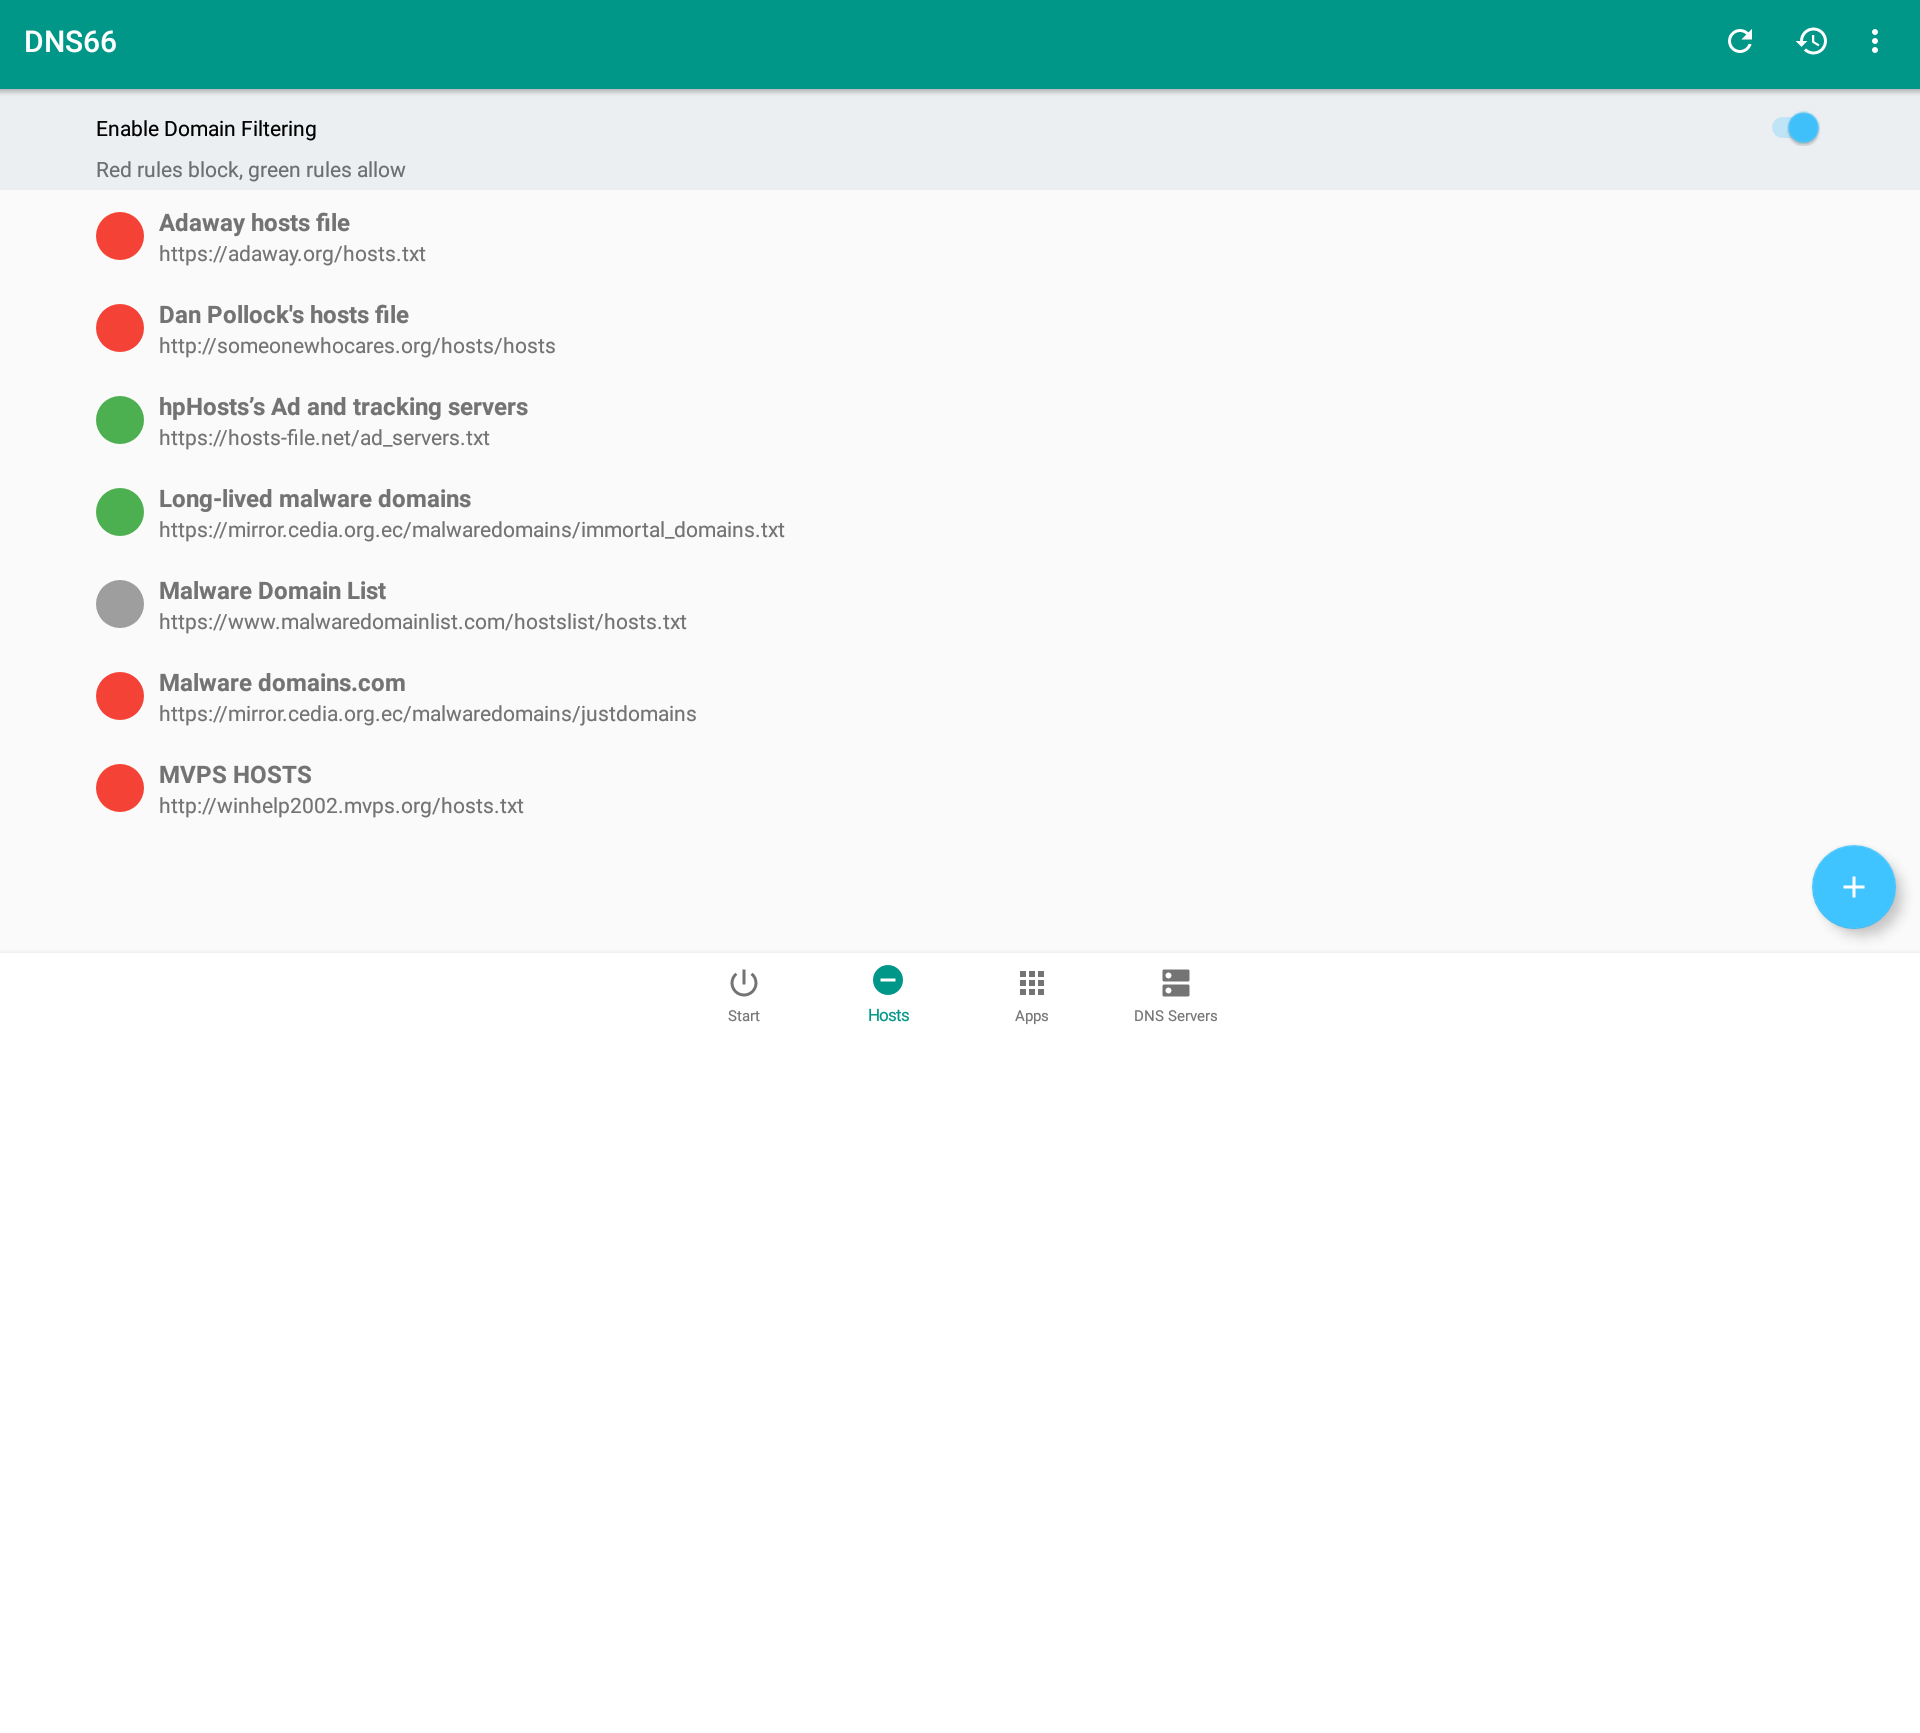 DNS66
Enable Domain Filtering
Red rules block, green rules allow
Adaway hosts file
https://adaway.org/hosts.txt
Dan Pollock's hosts file
http://someonewhocares.org/hosts/hosts
hpHosts’s Ad and tracking servers
https://hosts-file.net/ad_servers.txt
Long-lived malware domains
https://mirror.cedia.org.ec/malwaredomains/immortal_domains.txt
Malware Domain List
https://www.malwaredomainlist.com/hostslist/hosts.txt
Malware domains.com
https://mirror.cedia.org.ec/malwaredomains/justdomains
MVPS HOSTS
http://winhelp2002.mvps.org/hosts.txt
Start
Hosts
Apps
DNS Servers